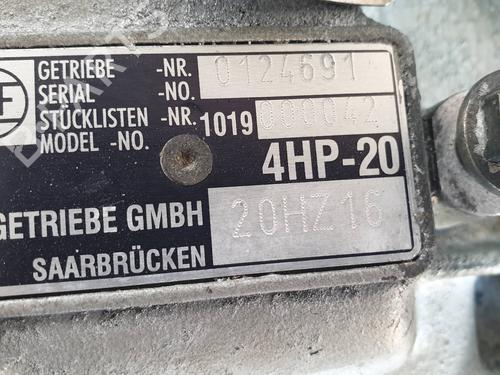 GETRIEBE -NR. 0124691
SERIAL -NO.
STÜCKLISTEN -NR. 1019 000042
MODEL -NO.
4HP-20
GETRIEBE GMBH 20HZ16
SAARBRÜCKEN